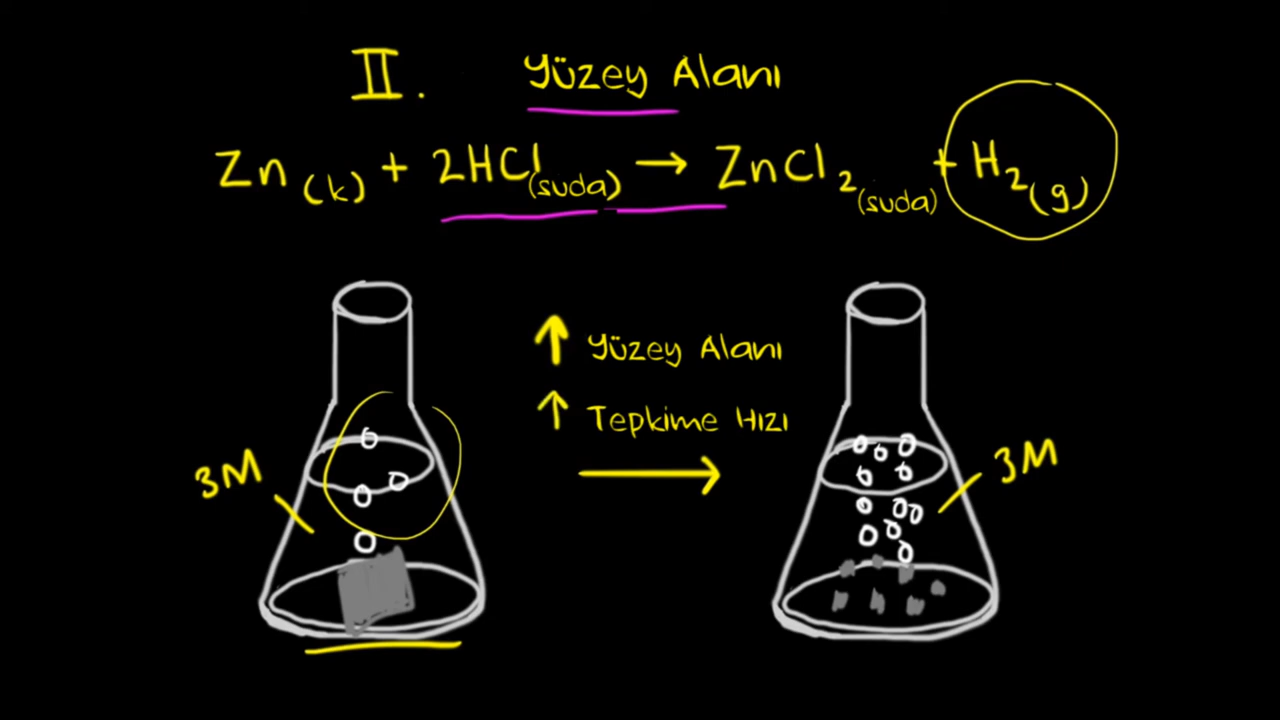 II. Yüzey Alanı
Zn(k) + 2HCl(suda) → ZnCl2(suda) + H2(g)
↑ Yüzey Alanı
↑ Tepkime Hızı
3M
3M